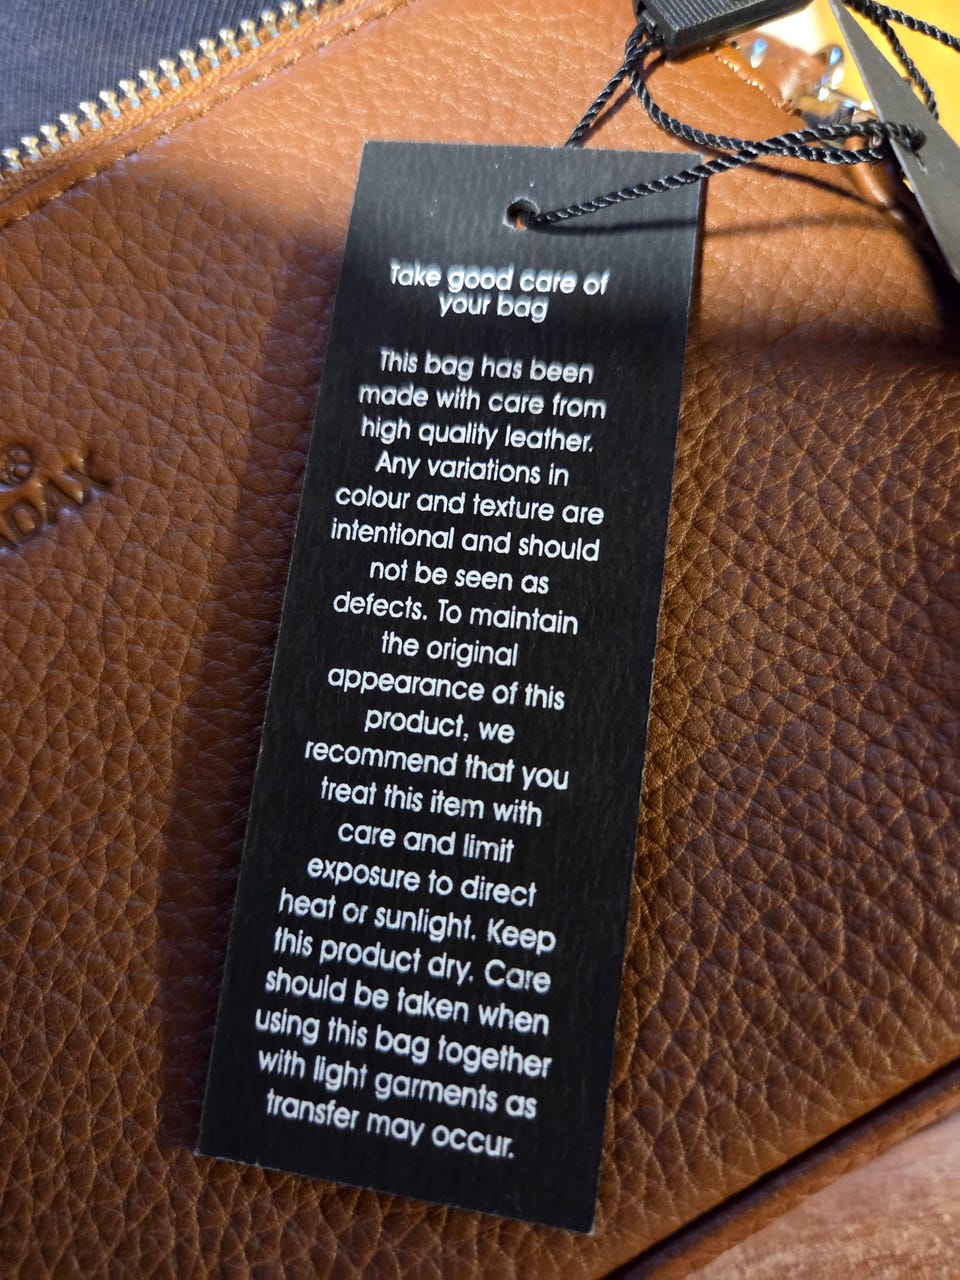 Take good care of
your bag
This bag has been
made with care from
high quality leather.
Any variations in
colour and texture are
intentional and should
not be seen as
defects. To maintain
the original
appearance of this
product, we
recommend that you
treat this item with
care and limit
exposure to direct
heat or sunlight. Keep
this product dry. Care
should be taken when
using this bag together
with light garments as
transfer may occur.